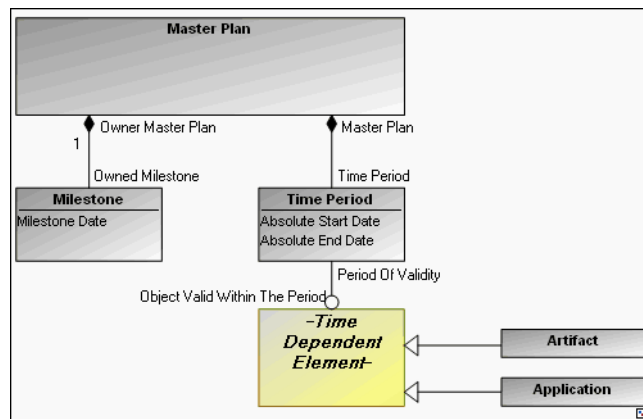 Master Plan
Owner Master Plan
Master Plan
1
Owned Milestone
Time Period
Milestone
Milestone Date
Time Period
Absolute Start Date
Absolute End Date
Period Of Validity
Object Valid Within The Period
-Time
Dependent
Element-
Artifact
Application